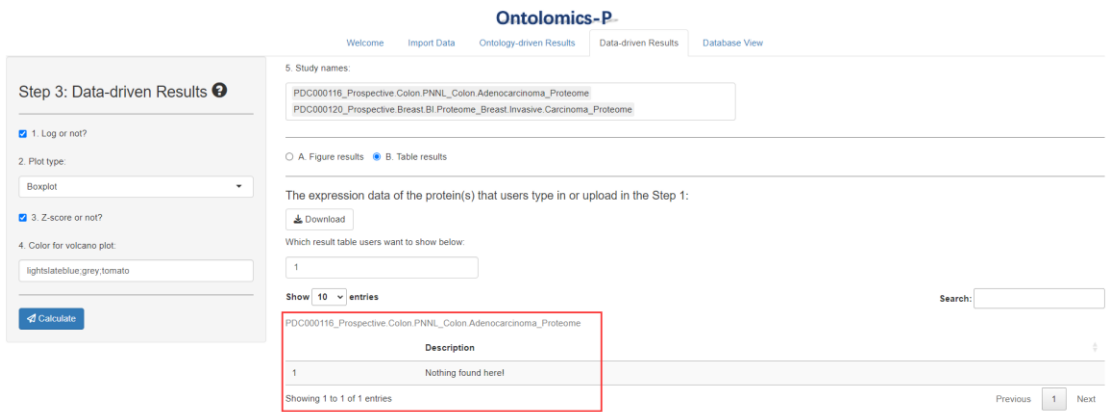 Ontolomics-P
Welcome Import Data Ontology-driven Results Data-driven Results Database View
Step 3: Data-driven Results ?
1. Log or not?
2. Plot type:
Boxplot
3. Z-score or not?
4. Color for volcano plot:
lightslateblue;grey;tomato
Calculate
5. Study names:
PDC000116_Prospective.Colon.PNNL_Colon.Adenocarcinoma_Proteome
PDC000120_Prospective.Breast.BI.Proteome_Breast.Invasive.Carcinoma_Proteome
A. Figure results B. Table results
The expression data of the protein(s) that users type in or upload in the Step 1:
Download
Which result table users want to show below:
1
Show 10 entries Search:
PDC000116_Prospective.Colon.PNNL_Colon.Adenocarcinoma_Proteome
Description
1 Nothing found here!
Showing 1 to 1 of 1 entries Previous 1 Next